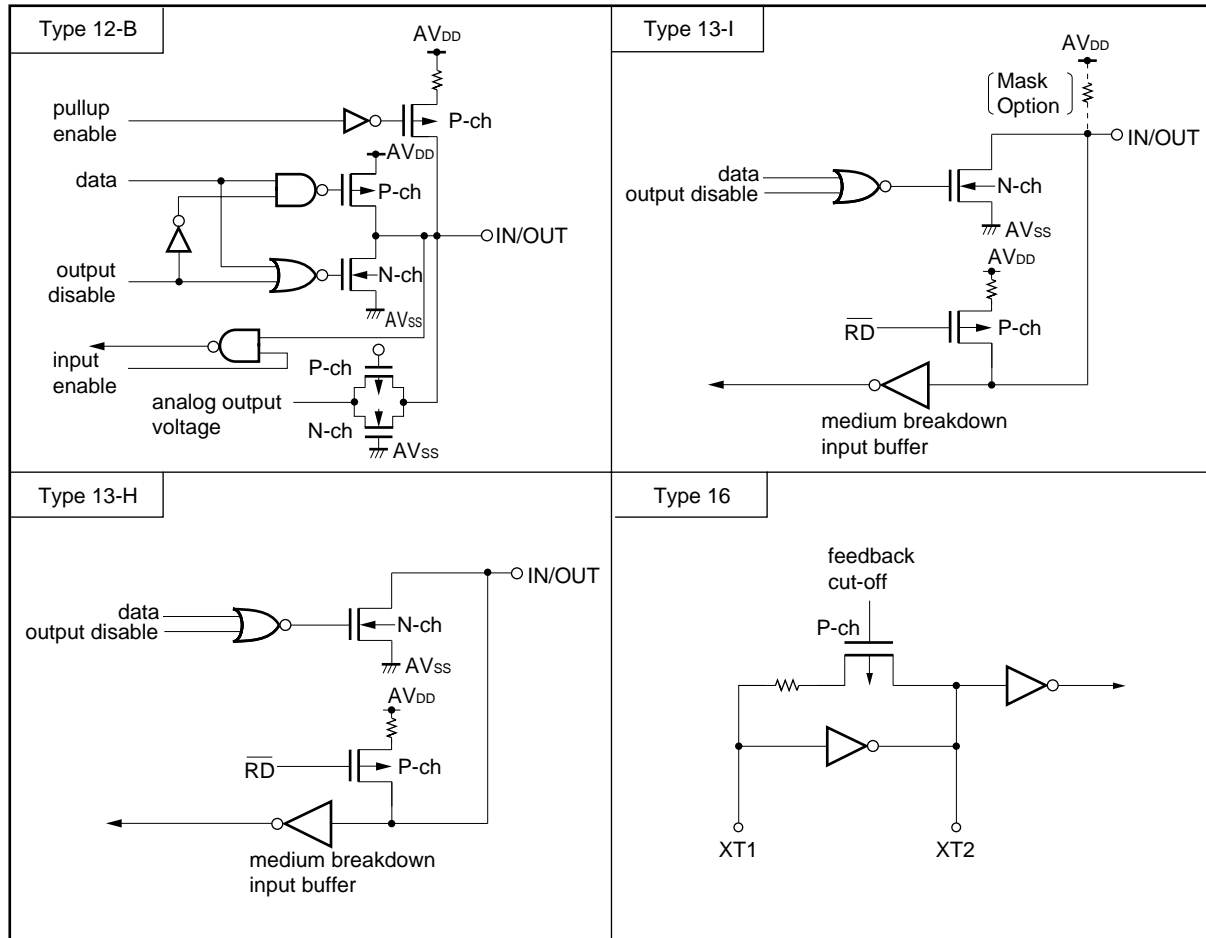 Type 12-B
AVDD
pullup
enable
P-ch
AVDD
data
P-ch
IN/OUT
output
disable
N-ch
AVSS
input
enable
P-ch
analog output
voltage
N-ch
AVSS
Type 13-I
AVDD
(Mask
Option)
IN/OUT
data
output disable
N-ch
AVSS
AVDD
RD
P-ch
medium breakdown
input buffer
Type 13-H
IN/OUT
data
output disable
N-ch
AVSS
AVDD
RD
P-ch
medium breakdown
input buffer
Type 16
feedback
cut-off
P-ch
XT1
XT2